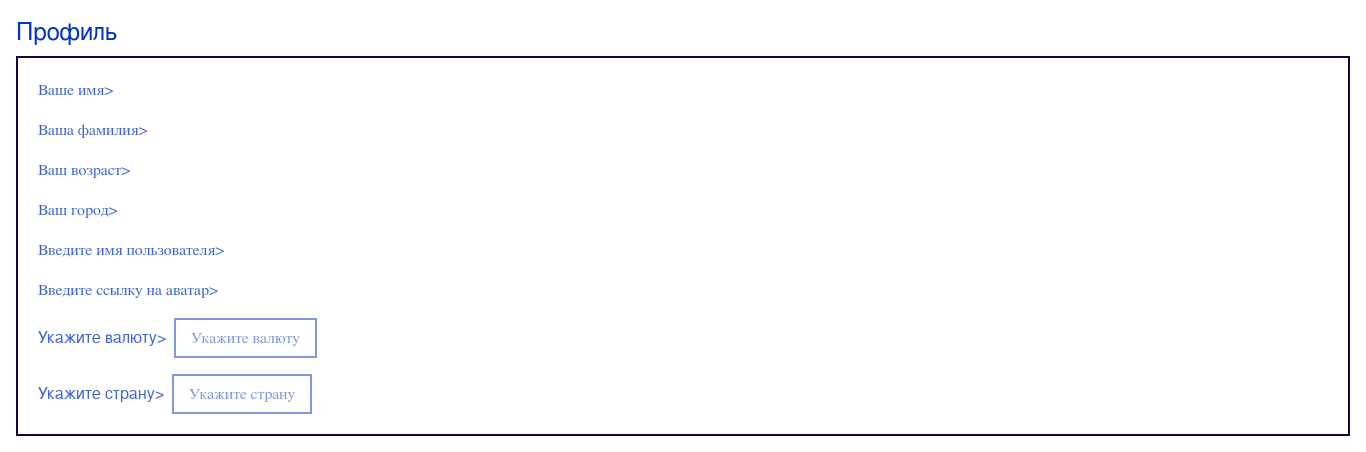 Профиль
Ваше имя>
Ваша фамилия>
Ваш возраст>
Ваш город>
Введите имя пользователя>
Введите ссылку на аватар>
Укажите валюту> Укажите валюту
Укажите страну> Укажите страну